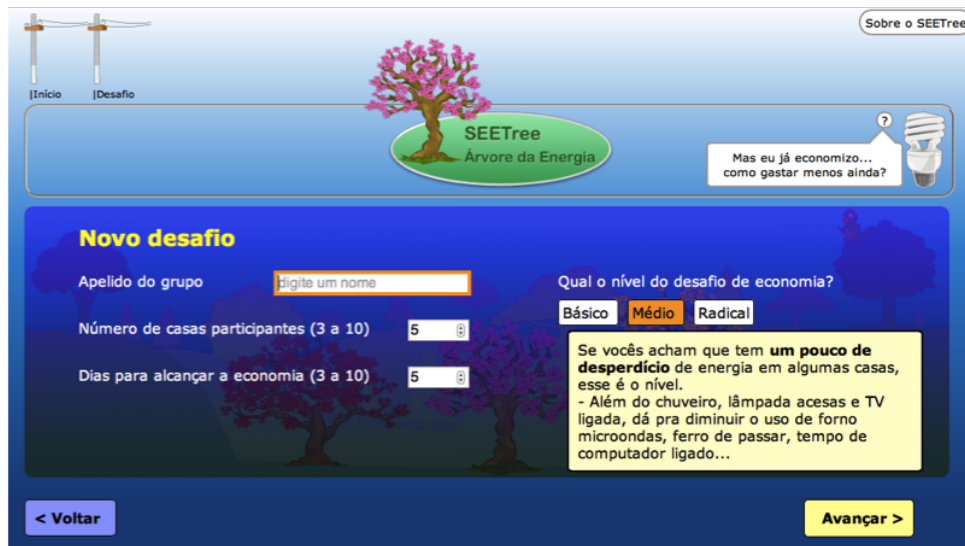 Sobre o SEETree
|Início
|Desafio
SEETree
Árvore da Energia
?
Mas eu já economizo...
como gastar menos ainda?
Novo desafio
Apelido do grupo
digite um nome
Número de casas participantes (3 a 10)
5
Dias para alcançar a economia (3 a 10)
5
Qual o nível do desafio de economia?
Básico
Médio
Radical
Se vocês acham que tem um pouco de
desperdício de energia em algumas casas,
esse é o nível.
- Além do chuveiro, lâmpada acesas e TV
ligada, dá pra diminuir o uso de forno
microondas, ferro de passar, tempo de
computador ligado...
< Voltar
Avançar >